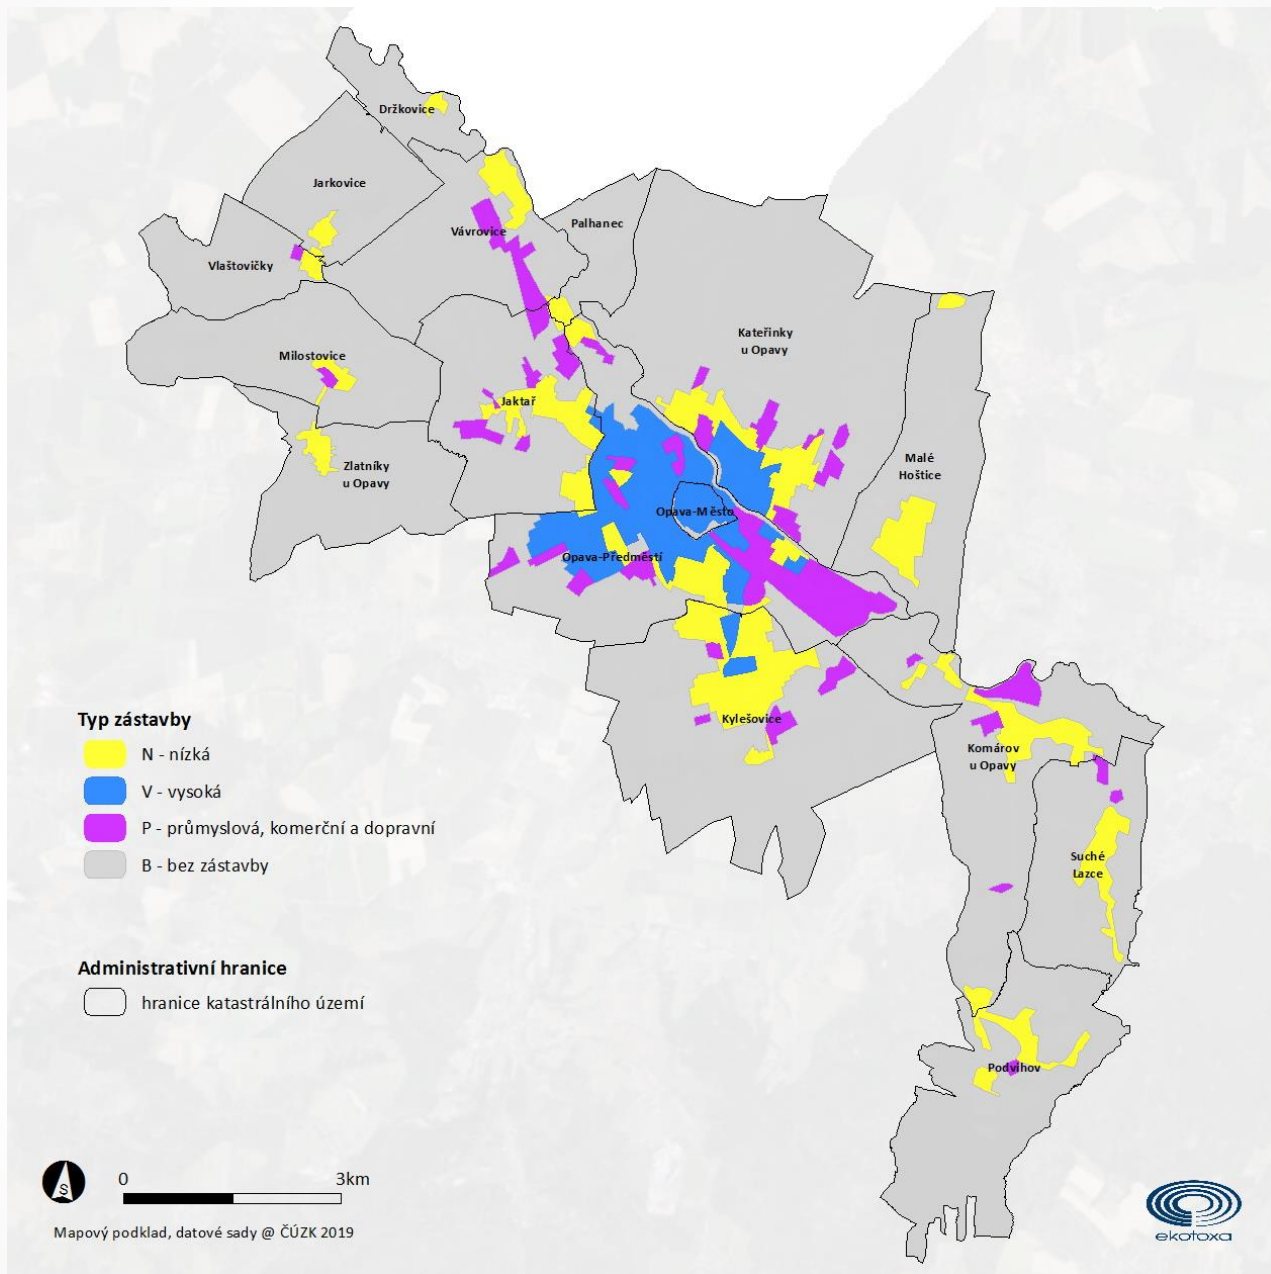 Držkovice
Jarkovice
Vávrovice
Palhanec
Vlaštovičky
Kateřinky
u Opavy
Milostovice
Jaktař
Malé
Hoštice
Zlatníky
u Opavy
Opava-Město
Opava-Předměstí
Kylešovice
Komárov
u Opavy
Suché
Lazce
Podvihov
Typ zástavby
N - nízká
V - vysoká
P - průmyslová, komerční a dopravní
B - bez zástavby
Administrativní hranice
hranice katastrálního území
S
0 3km
Mapový podklad, datové sady @ ČÚZK 2019
ekotoxa